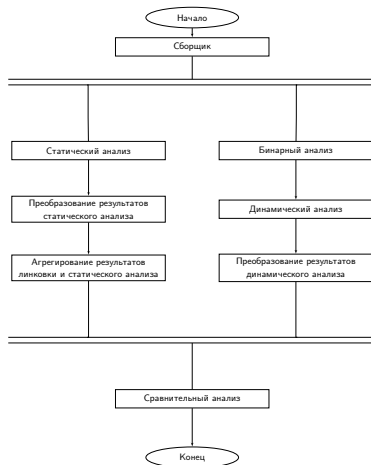 Начало
Сборщик
Статический анализ
Бинарный анализ
Преобразование результатов
статического анализа
Динамический анализ
Агрегирование результатов
линковки и статического анализа
Преобразование результатов
динамического анализа
Сравнительный анализ
Конец